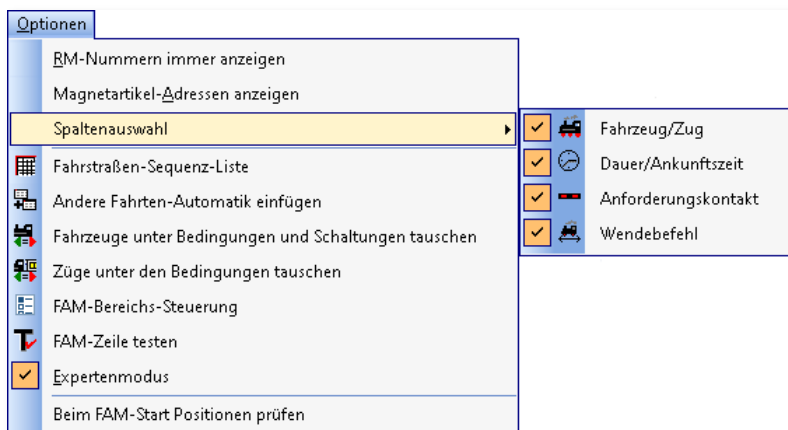 Optionen
RM-Nummern immer anzeigen
Magnetartikel-Adressen anzeigen
Spaltenauswahl
Fahrzeug/Zug
Dauer/Ankunftszeit
Anforderungskontakt
Wendebefehl
Fahrstraßen-Sequenz-Liste
Andere Fahrten-Automatik einfügen
Fahrzeuge unter Bedingungen und Schaltungen tauschen
Züge unter den Bedingungen tauschen
FAM-Bereichs-Steuerung
FAM-Zeile testen
Expertenmodus
Beim FAM-Start Positionen prüfen